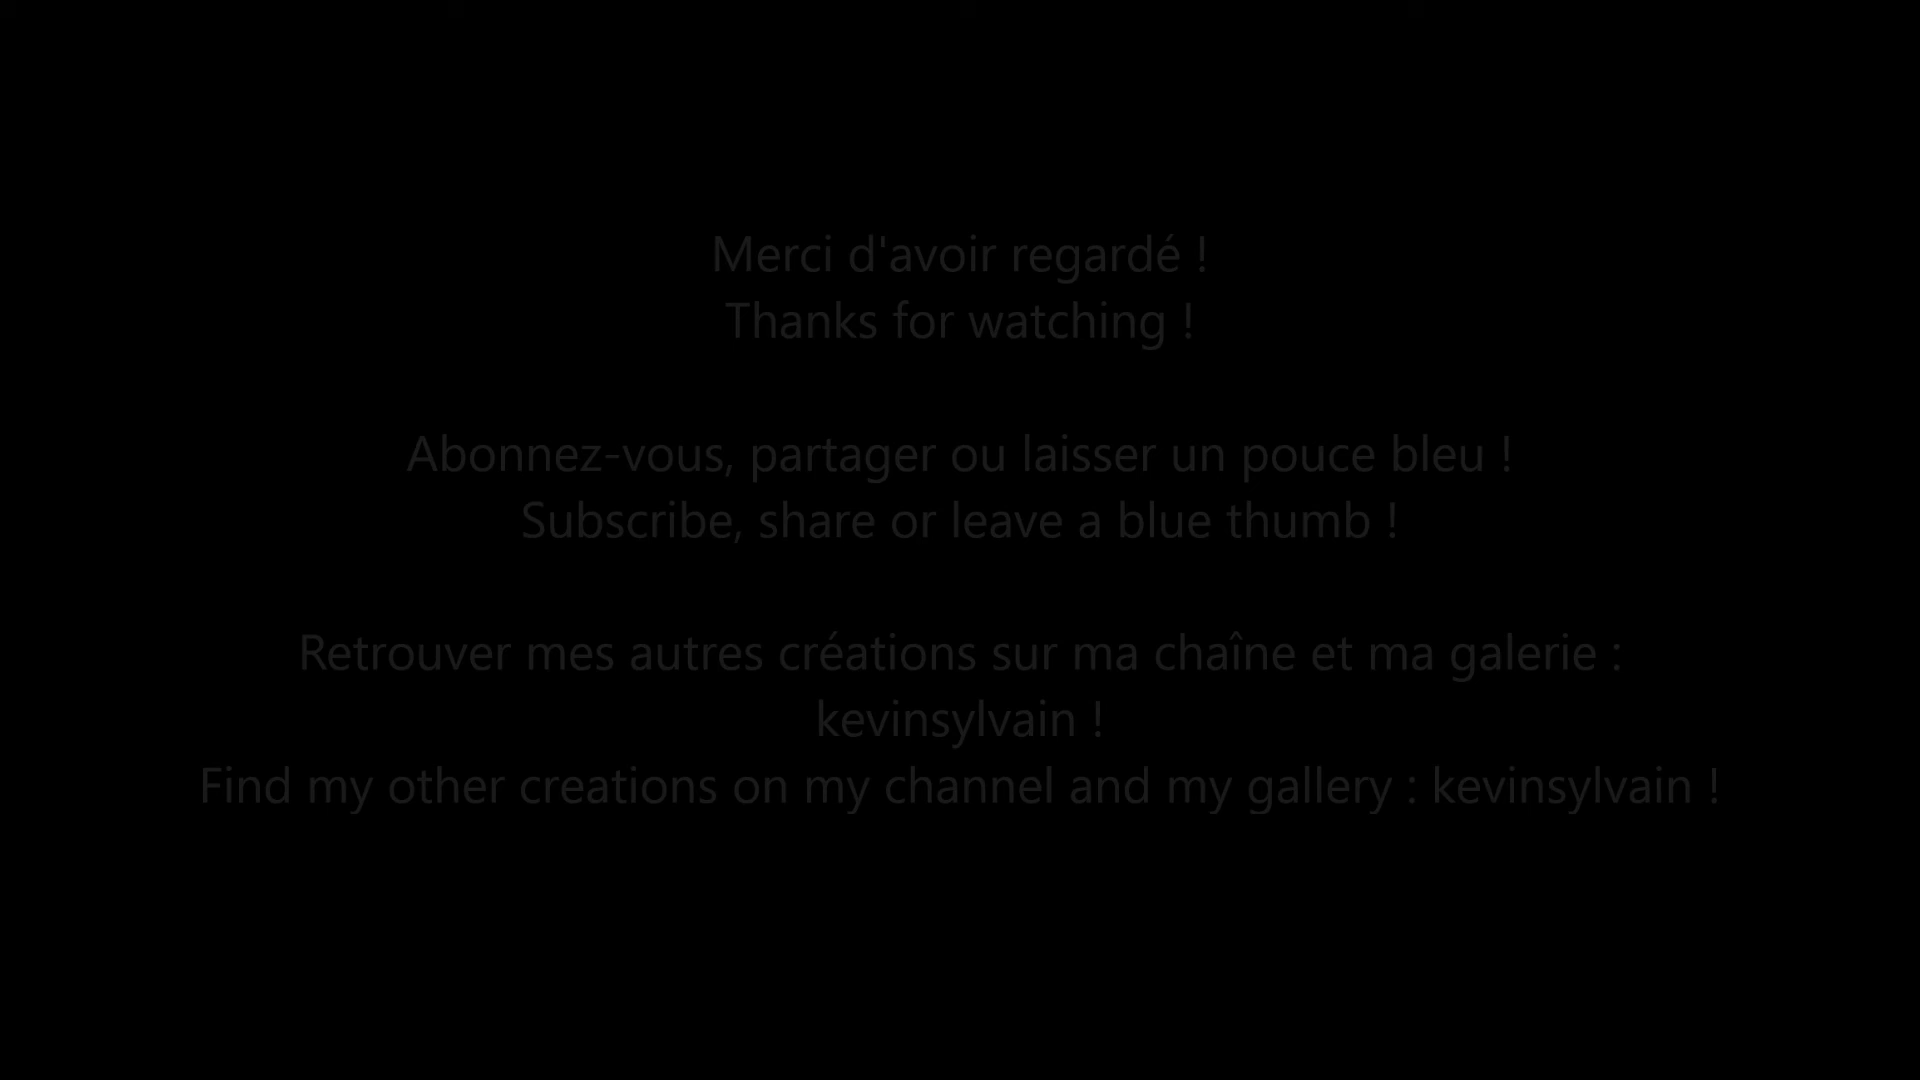 Merci d'avoir regardé !
Thanks for watching !
Abonnez-vous, partager ou laisser un pouce bleu !
Subscribe, share or leave a blue thumb !
Retrouver mes autres créations sur ma chaîne et ma galerie :
kevinsylvain !
Find my other creations on my channel and my gallery : kevinsylvain !